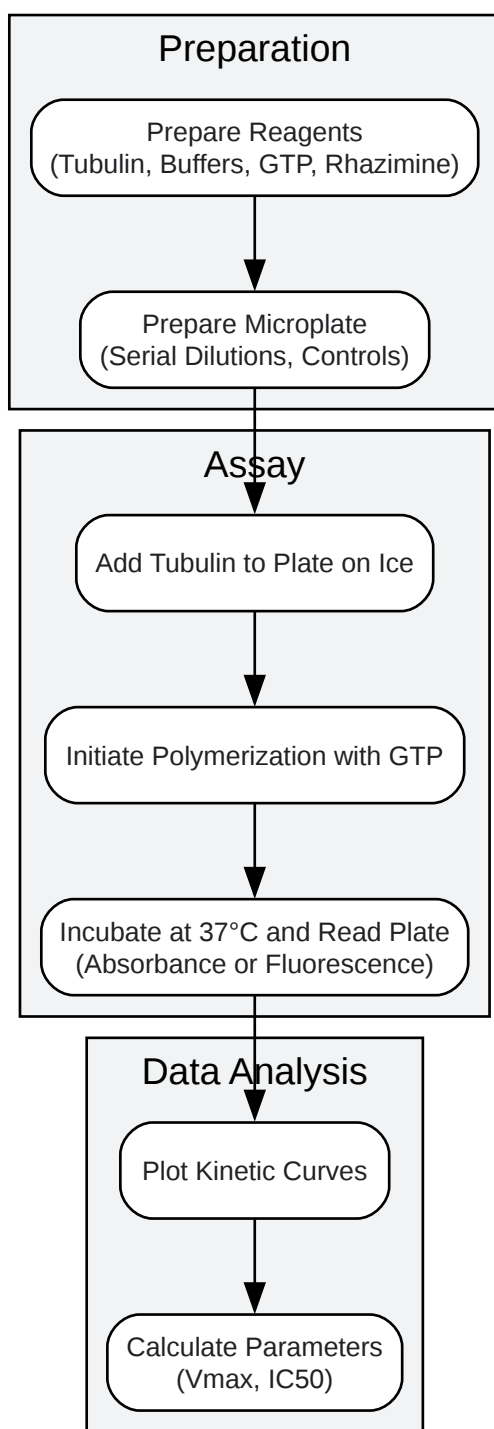 Preparation
Prepare Reagents
(Tubulin, Buffers, GTP, Rhazimine)
Prepare Microplate
(Serial Dilutions, Controls)
Assay
Add Tubulin to Plate on Ice
Initiate Polymerization with GTP
Incubate at 37°C and Read Plate
(Absorbance or Fluorescence)
Data Analysis
Plot Kinetic Curves
Calculate Parameters
(Vmax, IC50)